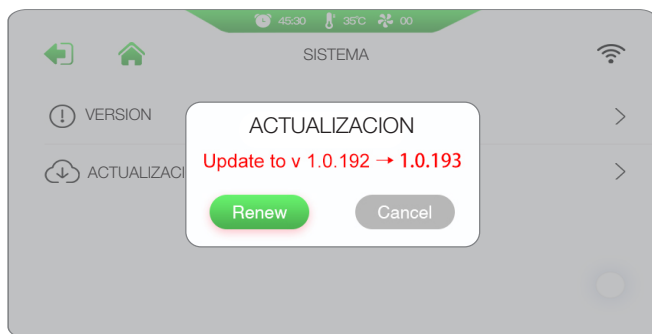 45:30 35℃ 00
SISTEMA
VERSION
ACTUALIZACI
ACTUALIZACION
Update to v 1.0.192 → 1.0.193
Renew Cancel